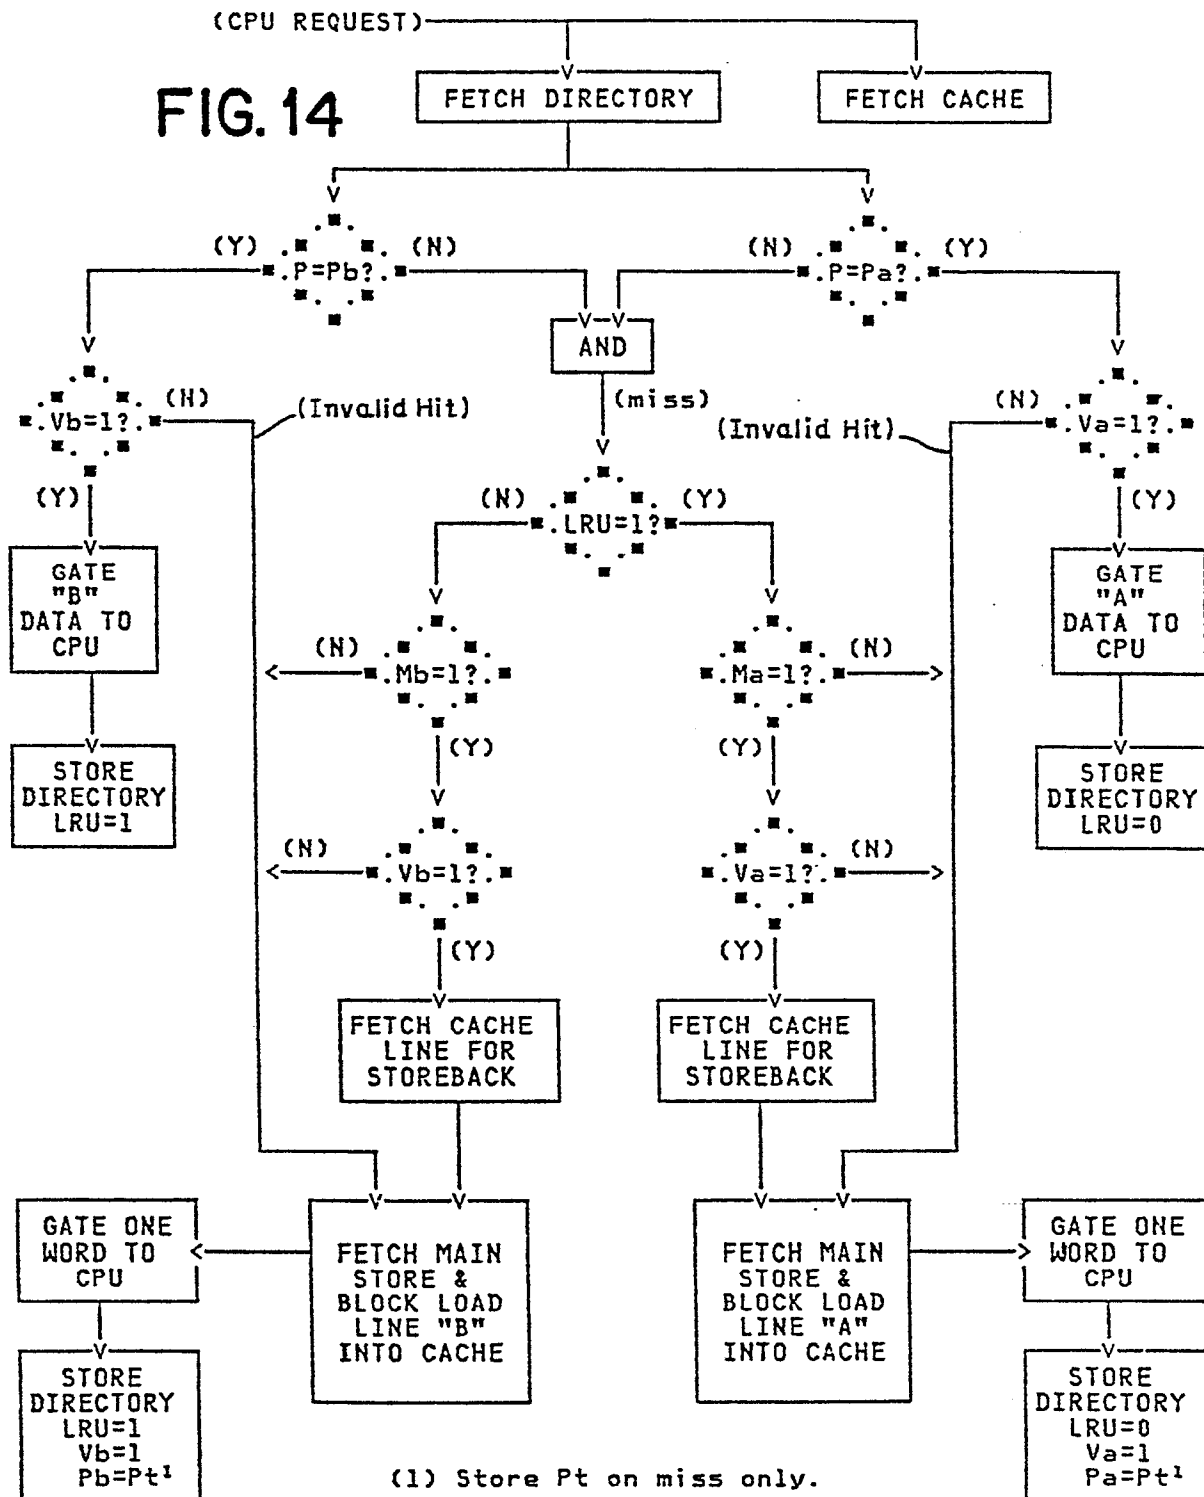 (CPU REQUEST)
FIG. 14
FETCH DIRECTORY
FETCH CACHE
(Y)
P=Pb?
(N)
(N)
P=Pa?
(Y)
AND
Vb=1?
(N)
(Invalid Hit)
(miss)
(Invalid Hit)
(N)
Va=1?
(Y)
(N)
LRU=1?
(Y)
(Y)
GATE
"B"
DATA TO
CPU
GATE
"A"
DATA TO
CPU
(N)
Mb=1?
Ma=1?
(N)
(Y)
(Y)
STORE
DIRECTORY
LRU=1
STORE
DIRECTORY
LRU=0
(N)
Vb=1?
Va=1?
(N)
(Y)
(Y)
FETCH CACHE
LINE FOR
STOREBACK
FETCH CACHE
LINE FOR
STOREBACK
GATE ONE
WORD TO
CPU
FETCH MAIN
STORE &
BLOCK LOAD
LINE "B"
INTO CACHE
FETCH MAIN
STORE &
BLOCK LOAD
LINE "A"
INTO CACHE
GATE ONE
WORD TO
CPU
STORE
DIRECTORY
LRU=1
Vb=1
Pb=Pt¹
STORE
DIRECTORY
LRU=0
Va=1
Pa=Pt¹
(1) Store Pt on miss only.